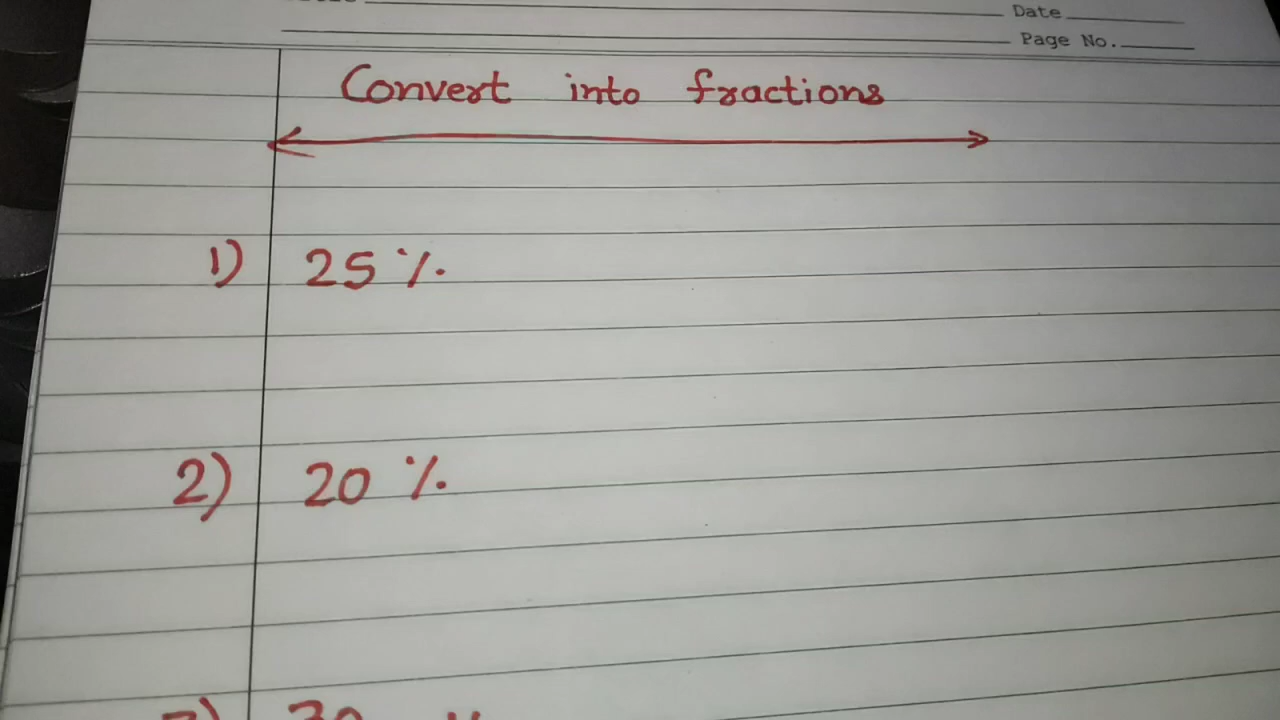 Date
Page No.
Convert into fractions
1) 25 %
2) 20 %